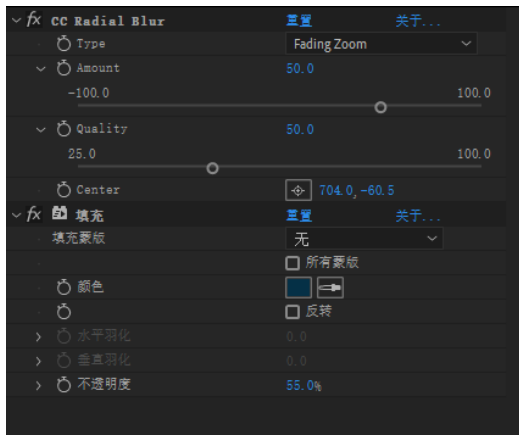 fx CC Radial Blur 重置 关于...
Type Fading Zoom
Amount 50.0
-100.0 100.0
Quality 50.0
25.0 100.0
Center 704.0, -60.5
fx 填充 重置 关于...
填充蒙版 无
所有蒙版
颜色
反转
水平羽化 0.0
垂直羽化 0.0
不透明度 55.0%